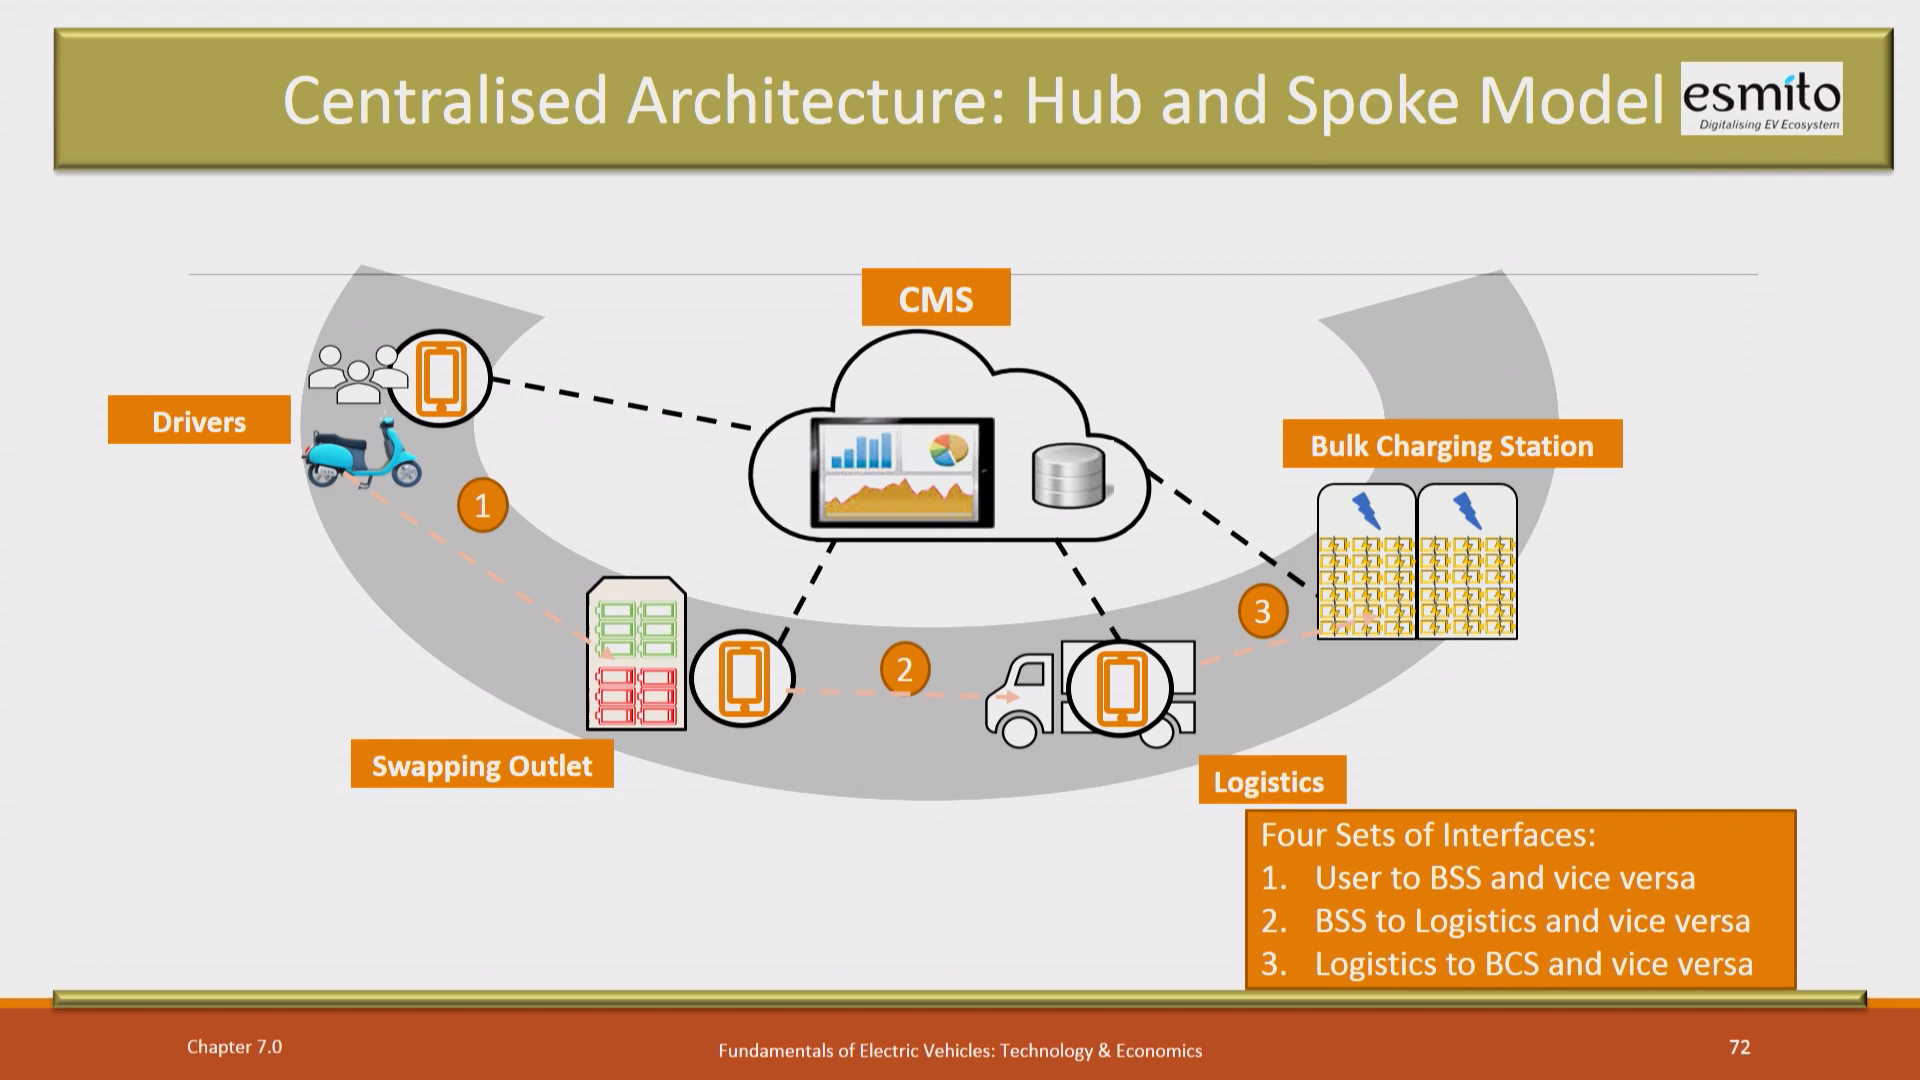 Centralised Architecture: Hub and Spoke Model
esmito
Digitalising EV Ecosystem
CMS
Drivers
1
Bulk Charging Station
3
2
Swapping Outlet
Logistics
Four Sets of Interfaces:
1. User to BSS and vice versa
2. BSS to Logistics and vice versa
3. Logistics to BCS and vice versa
Chapter 7.0
Fundamentals of Electric Vehicles: Technology & Economics
72